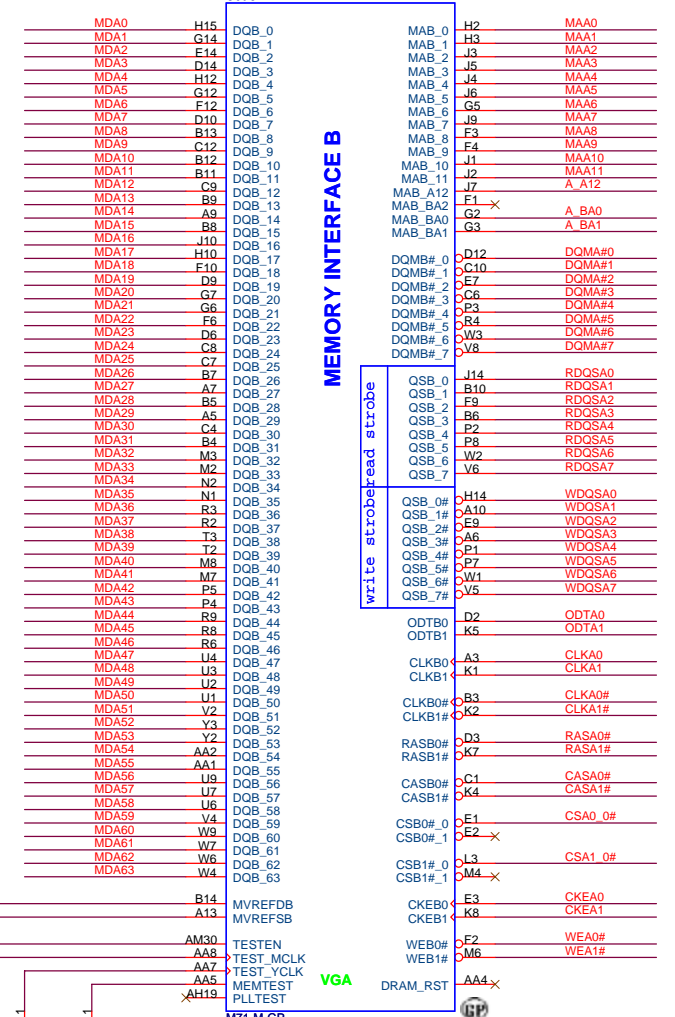 MDA0 H15 DQB_0
MDA1 G14 DQB_1
MDA2 E14 DQB_2
MDA3 D14 DQB_3
MDA4 H12 DQB_4
MDA5 G12 DQB_5
MDA6 F12 DQB_6
MDA7 D10 DQB_7
MDA8 B13 DQB_8
MDA9 C12 DQB_9
MDA10 B12 DQB_10
MDA11 B11 DQB_11
MDA12 C9 DQB_12
MDA13 B9 DQB_13
MDA14 A9 DQB_14
MDA15 B8 DQB_15
MDA16 J10 DQB_16
MDA17 H10 DQB_17
MDA18 F10 DQB_18
MDA19 D9 DQB_19
MDA20 G7 DQB_20
MDA21 G6 DQB_21
MDA22 F6 DQB_22
MDA23 D6 DQB_23
MDA24 C8 DQB_24
MDA25 C7 DQB_25
MDA26 B7 DQB_26
MDA27 A7 DQB_27
MDA28 B5 DQB_28
MDA29 A5 DQB_29
MDA30 C4 DQB_30
MDA31 B4 DQB_31
MDA32 M3 DQB_32
MDA33 M2 DQB_33
MDA34 N2 DQB_34
MDA35 N1 DQB_35
MDA36 R3 DQB_36
MDA37 R2 DQB_37
MDA38 T3 DQB_38
MDA39 T2 DQB_39
MDA40 M8 DQB_40
MDA41 M7 DQB_41
MDA42 P5 DQB_42
MDA43 P4 DQB_43
MDA44 R9 DQB_44
MDA45 R8 DQB_45
MDA46 R6 DQB_46
MDA47 U4 DQB_47
MDA48 U3 DQB_48
MDA49 U2 DQB_49
MDA50 U1 DQB_50
MDA51 V2 DQB_51
MDA52 Y3 DQB_52
MDA53 Y2 DQB_53
MDA54 AA2 DQB_54
MDA55 AA1 DQB_55
MDA56 U9 DQB_56
MDA57 U7 DQB_57
MDA58 U6 DQB_58
MDA59 V4 DQB_59
MDA60 W9 DQB_60
MDA61 W7 DQB_61
MDA62 W6 DQB_62
MDA63 W4 DQB_63
B14 MVREFDB
A13 MVREFSB
AM30 TESTEN
AA8 TEST_MCLK
AA7 TEST_YCLK
AA5 MEMTEST
AH19 PLLTEST
MEMORY INTERFACE B
read strobe
write strobe
VGA
MAB_0 H2 MAA0
MAB_1 H3 MAA1
MAB_2 J3 MAA2
MAB_3 J5 MAA3
MAB_4 J4 MAA4
MAB_5 J6 MAA5
MAB_6 G5 MAA6
MAB_7 J9 MAA7
MAB_8 F3 MAA8
MAB_9 F4 MAA9
MAB_10 J1 MAA10
MAB_11 J2 MAA11
MAB_A12 J7 A_A12
MAB_BA2 F1
MAB_BA0 G2 A_BA0
MAB_BA1 G3 A_BA1
DQMB#_0 D12 DQMA#0
DQMB#_1 C10 DQMA#1
DQMB#_2 E7 DQMA#2
DQMB#_3 C6 DQMA#3
DQMB#_4 P3 DQMA#4
DQMB#_5 R4 DQMA#5
DQMB#_6 W3 DQMA#6
DQMB#_7 V8 DQMA#7
QSB_0 J14 RDQSA0
QSB_1 B10 RDQSA1
QSB_2 F9 RDQSA2
QSB_3 B6 RDQSA3
QSB_4 P2 RDQSA4
QSB_5 P8 RDQSA5
QSB_6 W2 RDQSA6
QSB_7 V6 RDQSA7
QSB_0# H14 WDQSA0
QSB_1# A10 WDQSA1
QSB_2# E9 WDQSA2
QSB_3# A6 WDQSA3
QSB_4# P1 WDQSA4
QSB_5# P7 WDQSA5
QSB_6# W1 WDQSA6
QSB_7# V5 WDQSA7
ODTB0 D2 ODTA0
ODTB1 K5 ODTA1
CLKB0 A3 CLKA0
CLKB1 K1 CLKA1
CLKB0# B3 CLKA0#
CLKB1# K2 CLKA1#
RASB0# D3 RASA0#
RASB1# K7 RASA1#
CASB0# C1 CASA0#
CASB1# K4 CASA1#
CSB0#_0 E1 CSA0_0#
CSB0#_1 E2
CSB1#_0 L3 CSA1_0#
CSB1#_1 M4
CKEB0 E3 CKEA0
CKEB1 K8 CKEA1
WEB0# F2 WEA0#
WEB1# M6 WEA1#
DRAM_RST AA4
GP